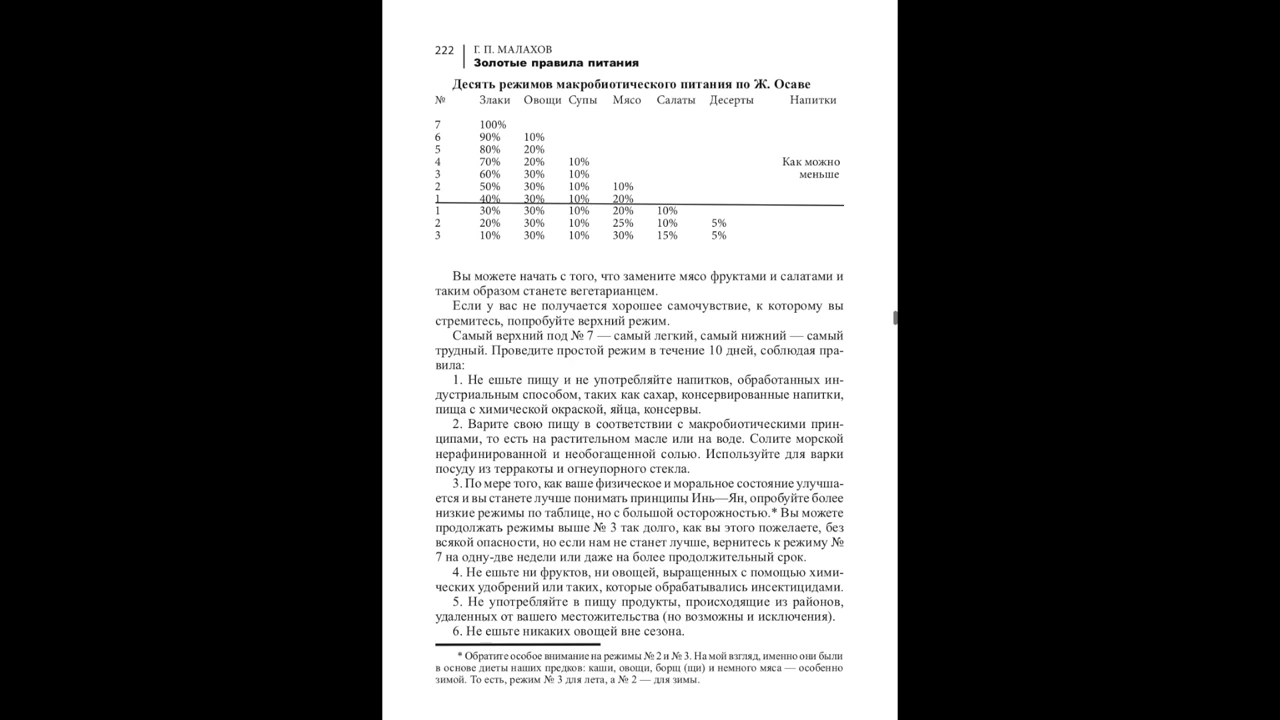 222 Г. П. МАЛАХОВ
Золотые правила питания
Десять режимов макробиотического питания по Ж. Осаве
№ Злаки Овощи Супы Мясо Салаты Десерты Напитки
7 100%
6 90% 10%
5 80% 20%
4 70% 20% 10% Как можно
3 60% 30% 10% меньше
2 50% 30% 10% 10%
1 40% 30% 10% 20%
1 30% 30% 10% 20% 10%
2 20% 30% 10% 25% 10% 5%
3 10% 30% 10% 30% 15% 5%
Вы можете начать с того, что замените мясо фруктами и салатами и
таким образом станете вегетарианцем.
Если у вас не получается хорошее самочувствие, к которому вы
стремитесь, попробуйте верхний режим.
Самый верхний под № 7 — самый легкий, самый нижний — самый
трудный. Проведите простой режим в течение 10 дней, соблюдая пра-
вила:
1. Не ешьте пищу и не употребляйте напитков, обработанных ин-
дустриальным способом, таких как сахар, консервированные напитки,
пища с химической окраской, яйца, консервы.
2. Варите свою пищу в соответствии с макробиотическими прин-
ципами, то есть на растительном масле или на воде. Солите морской
нерафинированной и необогащенной солью. Используйте для варки
посуду из терракоты и огнеупорного стекла.
3. По мере того, как ваше физическое и моральное состояние улучша-
ется и вы станете лучше понимать принципы Инь—Ян, опробуйте более
низкие режимы по таблице, но с большой осторожностью.* Вы можете
продолжать режимы выше № 3 так долго, как вы этого пожелаете, без
всякой опасности, но если нам не станет лучше, вернитесь к режиму №
7 на одну-две недели или даже на более продолжительный срок.
4. Не ешьте ни фруктов, ни овощей, выращенных с помощью хими-
ческих удобрений или таких, которые обрабатывались инсектицидами.
5. Не употребляйте в пищу продукты, происходящие из районов,
удаленных от вашего местожительства (но возможны и исключения).
6. Не ешьте никаких овощей вне сезона.
* Обратите особое внимание на режимы № 2 и № 3. На мой взгляд, именно они были
в основе диеты наших предков: каши, овощи, борщ (щи) и немного мяса — особенно
зимой. То есть, режим № 3 для лета, а № 2 — для зимы.